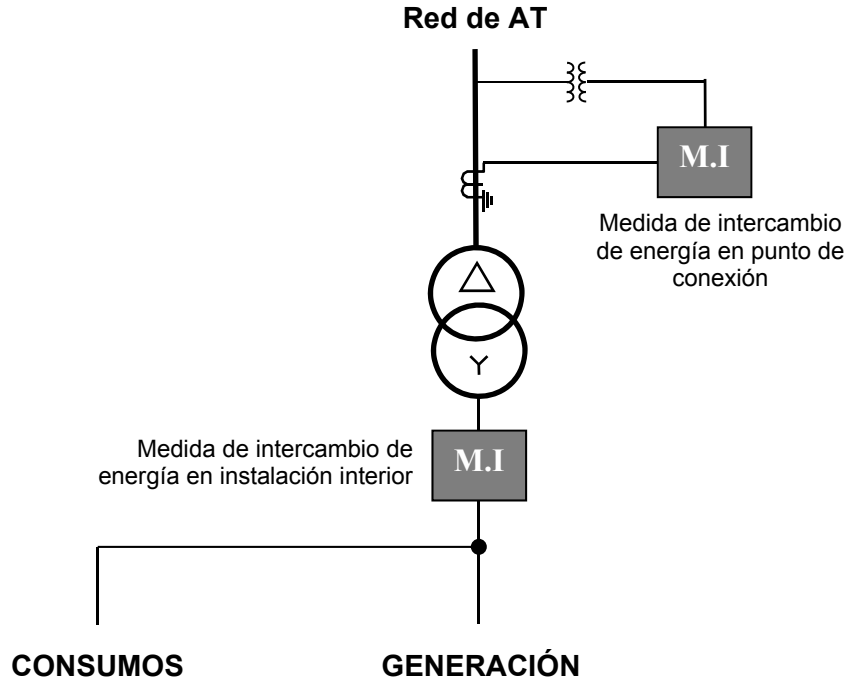 Red de AT
M.I
Medida de intercambio
de energía en punto de
conexión
Medida de intercambio de
energía en instalación interior
M.I
CONSUMOS
GENERACIÓN